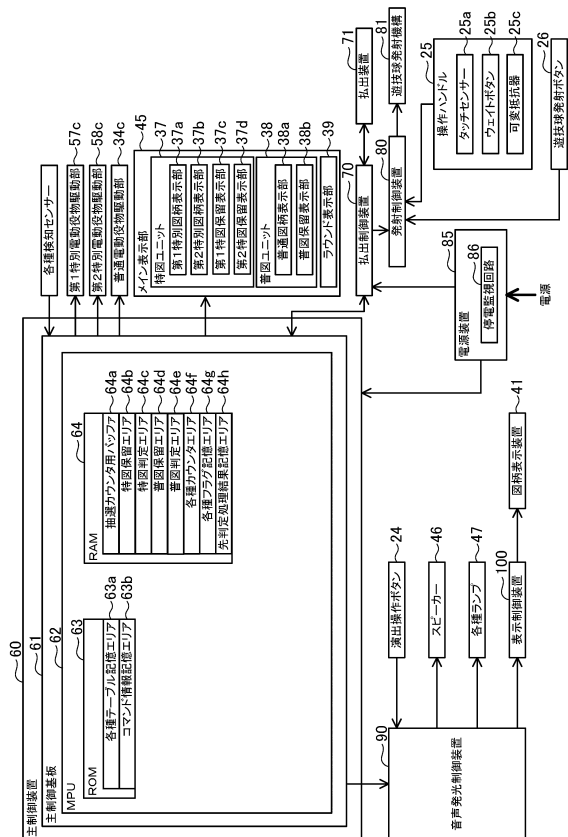 60
主制御装置
61
主制御基板
62
MPU
63
ROM
各種テーブル記憶エリア
63a
コマンド情報記憶エリア
63b
64
RAM
抽選カウンタ用バッファ
64a
特図保留エリア
64b
特図判定エリア
64c
普図保留エリア
64d
普図判定エリア
64e
各種カウンタエリア
64f
各種フラグ記憶エリア
64g
先判定処理結果記憶エリア
64h
各種検知センサー
第1特別電動役物駆動部
57c
第2特別電動役物駆動部
58c
普通電動役物駆動部
34c
メイン表示部
45
特図ユニット
37
第1特別図柄表示部
37a
第2特別図柄表示部
37b
第1特図保留表示部
37c
第2特図保留表示部
37d
普図ユニット
38
普通図柄表示部
38a
普図保留表示部
38b
ラウンド表示部
39
払出制御装置
70
払出装置
71
発射制御装置
80
遊技球発射機構
81
操作ハンドル
25
タッチセンサー
25a
ウェイトボタン
25b
可変抵抗器
25c
遊技球発射ボタン
26
電源装置
85
停電監視回路
86
電源
音声発光制御装置
90
演出操作ボタン
24
スピーカー
46
各種ランプ
47
表示制御装置
100
図柄表示装置
41